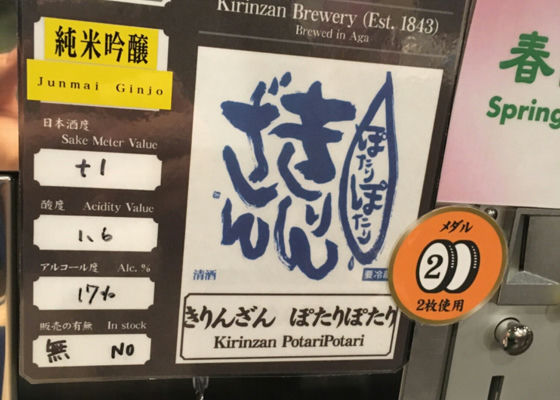 Kirinzan Brewery (Est. 1843)
Brewed in Aga
純米吟醸
Junmai Ginjo
日本酒度
Sake Meter Value
+1
酸度 Acidity Value
1.6
アルコール度 Alc. %
17
販売の有無 In stock
無 NO
きりんざん
ぽたりぽたり
清酒
要冷
きりんざん ぽたりぽたり
Kirinzan PotariPotari
春
Spring
メダル
2
2枚使用